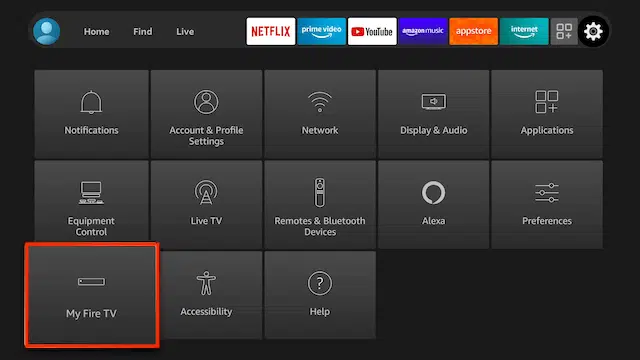 Home Find Live NETFLIX prime video YouTube amazon music appstore internet
Notifications
Account & Profile
Settings
Network
Display & Audio
Applications
Equipment
Control
Live TV
Remotes & Bluetooth
Devices
Alexa
Preferences
My Fire TV
Accessibility
?
Help